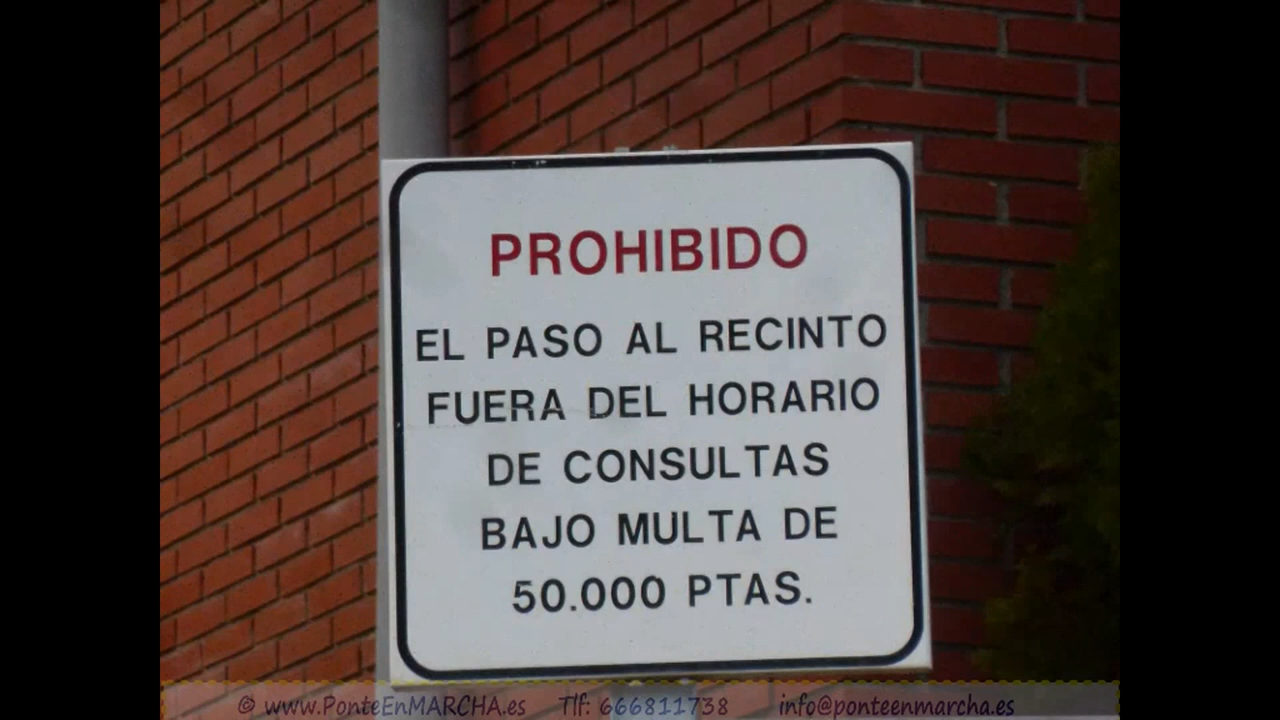 PROHIBIDO
EL PASO AL RECINTO
FUERA DEL HORARIO
DE CONSULTAS
BAJO MULTA DE
50.000 PTAS.
© www.PonteEnMARCHA.es Tlf: 666811738 info@ponteenmarcha.es